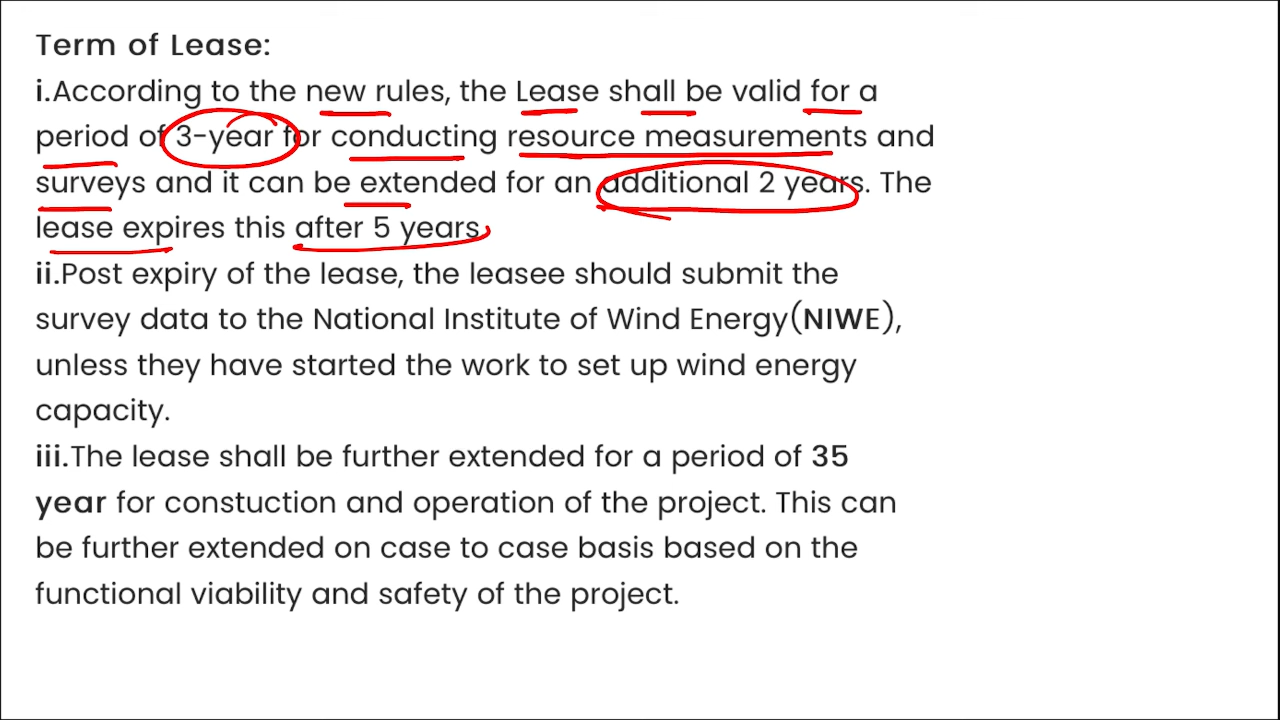 Term of Lease:
i.According to the new rules, the Lease shall be valid for a
period of 3-year for conducting resource measurements and
surveys and it can be extended for an additional 2 years. The
lease expires this after 5 years.
ii.Post expiry of the lease, the leasee should submit the
survey data to the National Institute of Wind Energy(NIWE),
unless they have started the work to set up wind energy
capacity.
iii.The lease shall be further extended for a period of 35
year for constuction and operation of the project. This can
be further extended on case to case basis based on the
functional viability and safety of the project.